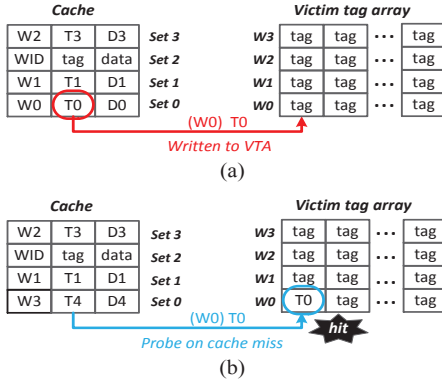 Cache Victim tag array
W2 T3 D3 Set 3 W3 tag tag ... tag
WID tag data Set 2 W2 tag tag ... tag
W1 T1 D1 Set 1 W1 tag tag ... tag
W0 T0 D0 Set 0 W0 tag tag ... tag
(W0) T0
Written to VTA
(a)
Cache Victim tag array
W2 T3 D3 Set 3 W3 tag tag ... tag
WID tag data Set 2 W2 tag tag ... tag
W1 T1 D1 Set 1 W1 tag tag ... tag
W3 T4 D4 Set 0 W0 T0 tag ... tag
(W0) T0 hit
Probe on cache miss
(b)